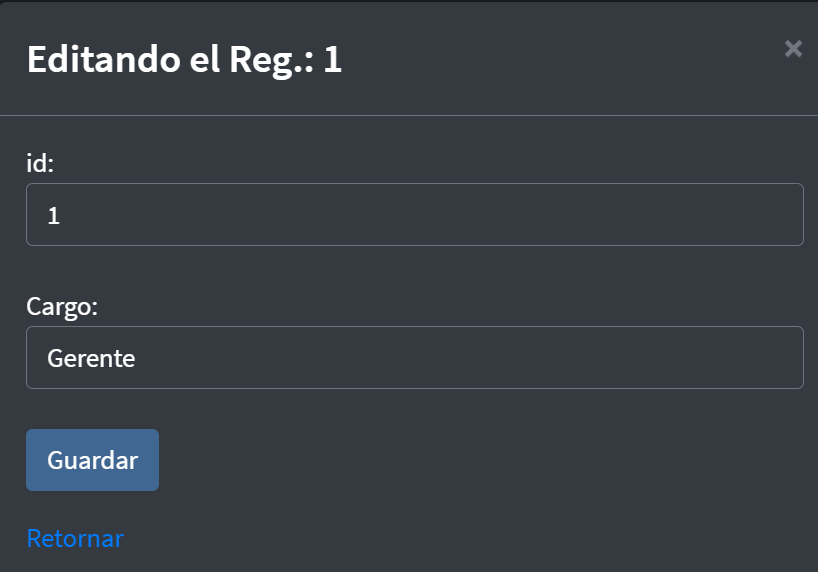 Editando el Reg.: 1
×
id:
1
Cargo:
Gerente
Guardar
Retornar